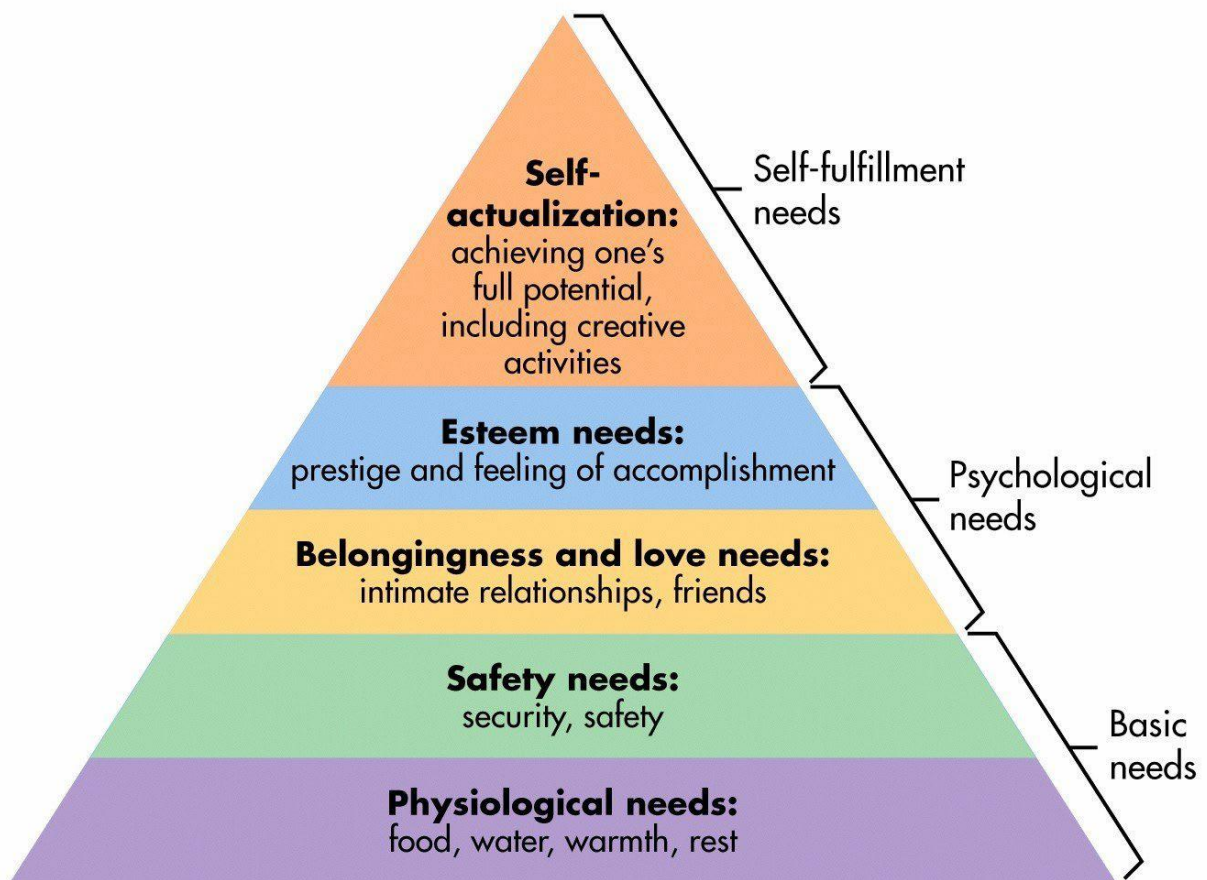 Self-
actualization:
achieving one's
full potential,
including creative
activities
Self-fulfillment
needs
Esteem needs:
prestige and feeling of accomplishment
Belongingness and love needs:
intimate relationships, friends
Psychological
needs
Safety needs:
security, safety
Physiological needs:
food, water, warmth, rest
Basic
needs